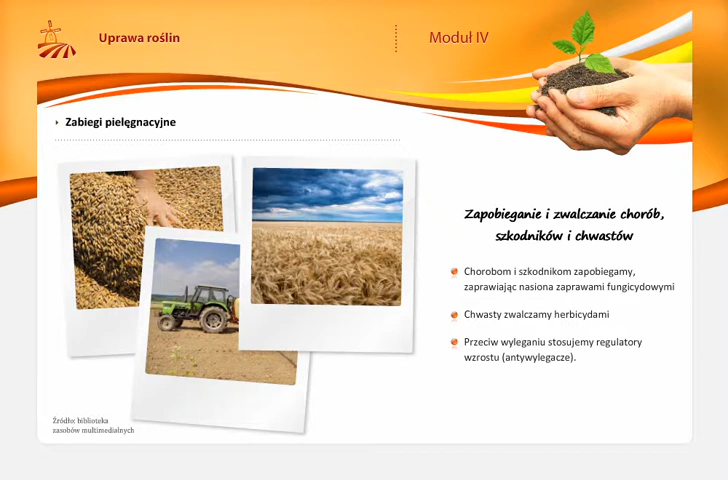 Uprawa roślin
Moduł IV
Zabiegi pielęgnacyjne
Zapobieganie i zwalczanie chorób,
szkodników i chwastów
Chorobom i szkodnikom zapobiegamy,
zaprawiając nasiona zaprawami fungicydowymi
Chwasty zwalczamy herbicydami
Przeciw wyleganiu stosujemy regulatory
wzrostu (antywylegacze).
Źródło: biblioteka
zasobów multimedialnych